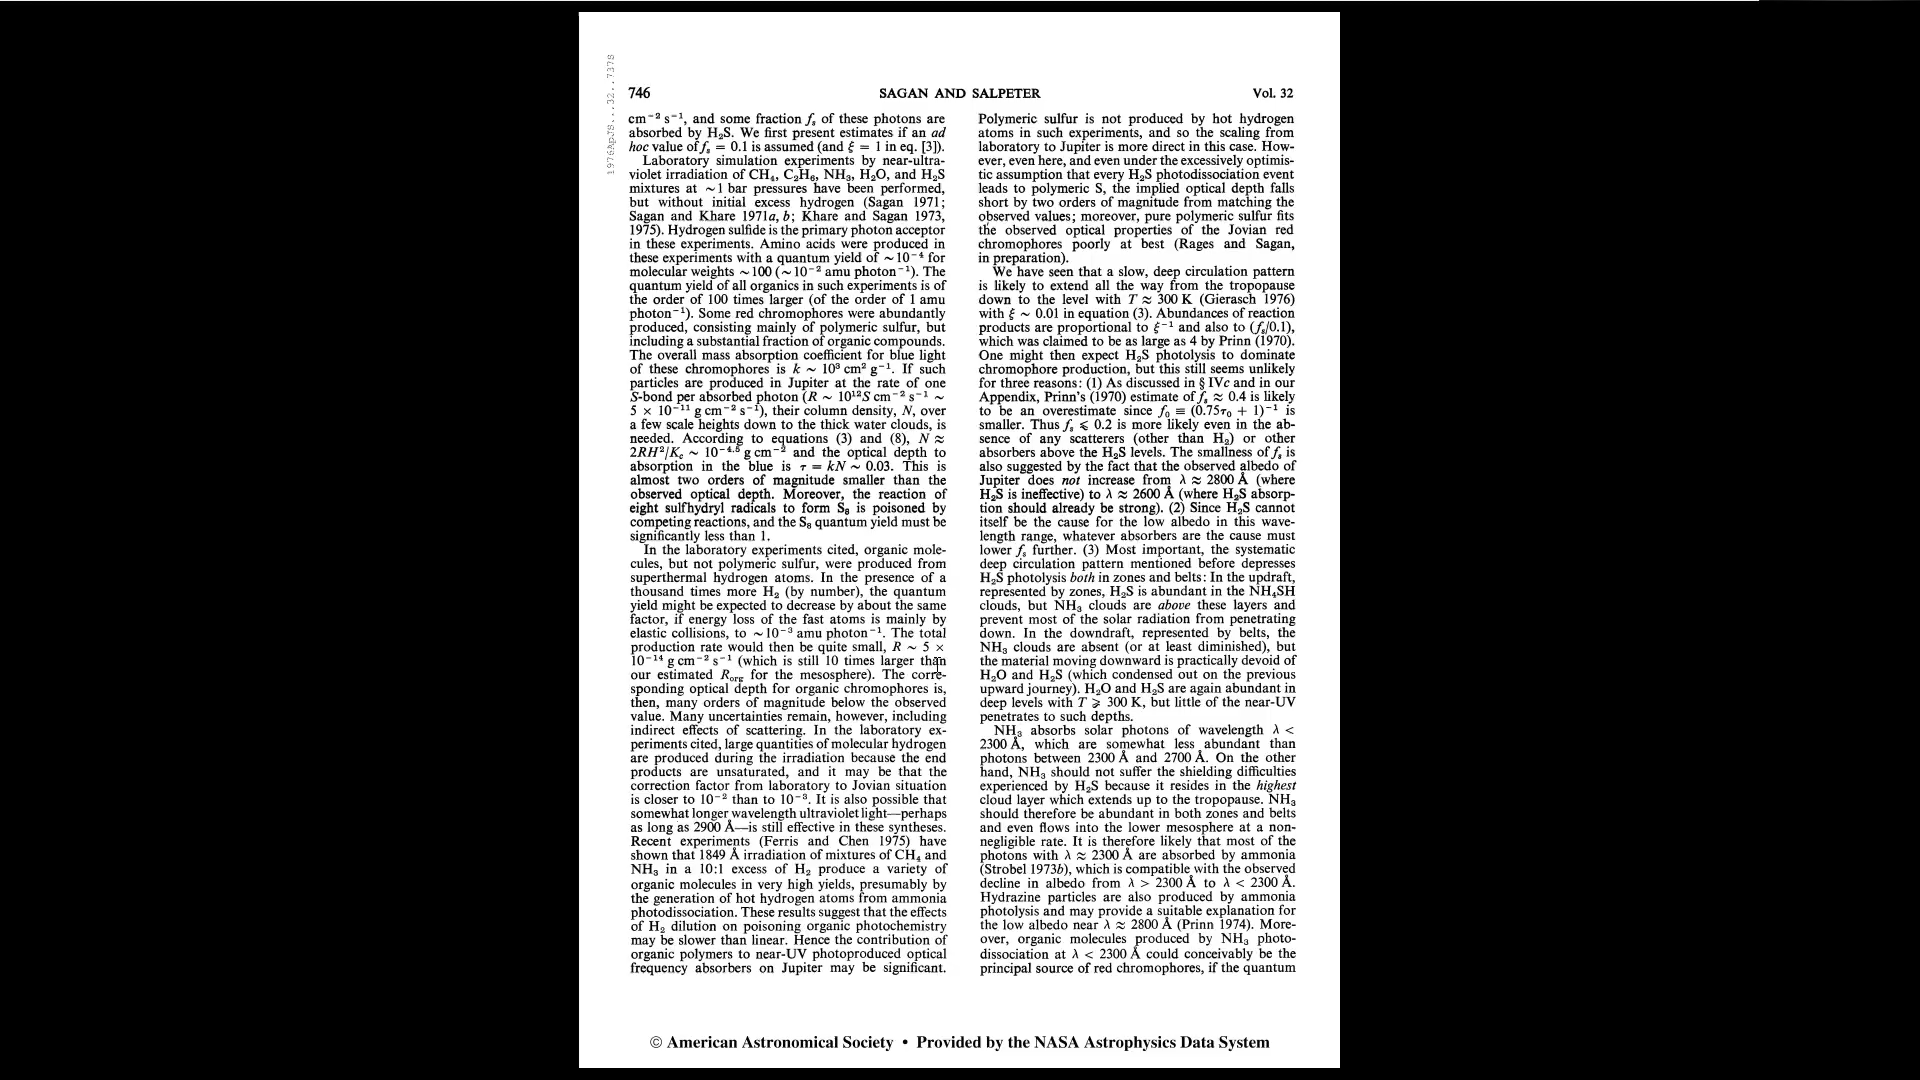 1976ApJS...32..737S
746
SAGAN AND SALPETER
Vol. 32
cm⁻² s⁻¹, and some fraction fₛ of these photons are
absorbed by H₂S. We first present estimates if an ad
hoc value of fₛ = 0.1 is assumed (and ξ = 1 in eq. [3]).
Laboratory simulation experiments by near-ultra-
violet irradiation of CH₄, C₂H₆, NH₃, H₂O, and H₂S
mixtures at ~1 bar pressures have been performed,
but without initial excess hydrogen (Sagan 1971;
Sagan and Khare 1971a, b; Khare and Sagan 1973,
1975). Hydrogen sulfide is the primary photon acceptor
in these experiments. Amino acids were produced in
these experiments with a quantum yield of ~10⁻⁴ for
molecular weights ~100 (~10⁻² amu photon⁻¹). The
quantum yield of all organics in such experiments is of
the order of 100 times larger (of the order of 1 amu
photon⁻¹). Some red chromophores were abundantly
produced, consisting mainly of polymeric sulfur, but
including a substantial fraction of organic compounds.
The overall mass absorption coefficient for blue light
of these chromophores is k ~ 10³ cm² g⁻¹. If such
particles are produced in Jupiter at the rate of one
S-bond per absorbed photon (R ~ 10¹²S cm⁻² s⁻¹ ~
5 × 10⁻¹¹ g cm⁻² s⁻¹), their column density, N, over
a few scale heights down to the thick water clouds, is
needed. According to equations (3) and (8), N ≈
2RH²/K꜀ ~ 10⁻⁴·⁵ g cm⁻² and the optical depth to
absorption in the blue is τ = kN ~ 0.03. This is
almost two orders of magnitude smaller than the
observed optical depth. Moreover, the reaction of
eight sulfhydryl radicals to form S₈ is poisoned by
competing reactions, and the S₈ quantum yield must be
significantly less than 1.
In the laboratory experiments cited, organic mole-
cules, but not polymeric sulfur, were produced from
superthermal hydrogen atoms. In the presence of a
thousand times more H₂ (by number), the quantum
yield might be expected to decrease by about the same
factor, if energy loss of the fast atoms is mainly by
elastic collisions, to ~10⁻³ amu photon⁻¹. The total
production rate would then be quite small, R ~ 5 ×
10⁻¹⁴ g cm⁻² s⁻¹ (which is still 10 times larger than
our estimated Rorg for the mesosphere). The corre-
sponding optical depth for organic chromophores is,
then, many orders of magnitude below the observed
value. Many uncertainties remain, however, including
indirect effects of scattering. In the laboratory ex-
periments cited, large quantities of molecular hydrogen
are produced during the irradiation because the end
products are unsaturated, and it may be that the
correction factor from laboratory to Jovian situation
is closer to 10⁻² than to 10⁻³. It is also possible that
somewhat longer wavelength ultraviolet light—perhaps
as long as 2900 Å—is still effective in these syntheses.
Recent experiments (Ferris and Chen 1975) have
shown that 1849 Å irradiation of mixtures of CH₄ and
NH₃ in a 10:1 excess of H₂ produce a variety of
organic molecules in very high yields, presumably by
the generation of hot hydrogen atoms from ammonia
photodissociation. These results suggest that the effects
of H₂ dilution on poisoning organic photochemistry
may be slower than linear. Hence the contribution of
organic polymers to near-UV photoproduced optical
frequency absorbers on Jupiter may be significant.
Polymeric sulfur is not produced by hot hydrogen
atoms in such experiments, and so the scaling from
laboratory to Jupiter is more direct in this case. How-
ever, even here, and even under the excessively optimis-
tic assumption that every H₂S photodissociation event
leads to polymeric S, the implied optical depth falls
short by two orders of magnitude from matching the
observed values; moreover, pure polymeric sulfur fits
the observed optical properties of the Jovian red
chromophores poorly at best (Rages and Sagan,
in preparation).
We have seen that a slow, deep circulation pattern
is likely to extend all the way from the tropopause
down to the level with T ≈ 300 K (Gierasch 1976)
with ξ ~ 0.01 in equation (3). Abundances of reaction
products are proportional to ξ⁻¹ and also to (fₛ/0.1),
which was claimed to be as large as 4 by Prinn (1970).
One might then expect H₂S photolysis to dominate
chromophore production, but this still seems unlikely
for three reasons: (1) As discussed in § IVc and in our
Appendix, Prinn's (1970) estimate of fₛ ≈ 0.4 is likely
to be an overestimate since f₀ ≡ (0.75τ₀ + 1)⁻¹ is
smaller. Thus fₛ ⩽ 0.2 is more likely even in the ab-
sence of any scatterers (other than H₂) or other
absorbers above the H₂S levels. The smallness of fₛ is
also suggested by the fact that the observed albedo of
Jupiter does not increase from λ ≈ 2800 Å (where
H₂S is ineffective) to λ ≈ 2600 Å (where H₂S absorp-
tion should already be strong). (2) Since H₂S cannot
itself be the cause for the low albedo in this wave-
length range, whatever absorbers are the cause must
lower fₛ further. (3) Most important, the systematic
deep circulation pattern mentioned before depresses
H₂S photolysis both in zones and belts: In the updraft,
represented by zones, H₂S is abundant in the NH₄SH
clouds, but NH₃ clouds are above these layers and
prevent most of the solar radiation from penetrating
down. In the downdraft, represented by belts, the
NH₃ clouds are absent (or at least diminished), but
the material moving downward is practically devoid of
H₂O and H₂S (which condensed out on the previous
upward journey). H₂O and H₂S are again abundant in
deep levels with T ⩾ 300 K, but little of the near-UV
penetrates to such depths.
NH₃ absorbs solar photons of wavelength λ <
2300 Å, which are somewhat less abundant than
photons between 2300 Å and 2700 Å. On the other
hand, NH₃ should not suffer the shielding difficulties
experienced by H₂S because it resides in the highest
cloud layer which extends up to the tropopause. NH₃
should therefore be abundant in both zones and belts
and even flows into the lower mesosphere at a non-
negligible rate. It is therefore likely that most of the
photons with λ ≈ 2300 Å are absorbed by ammonia
(Strobel 1973b), which is compatible with the observed
decline in albedo from λ > 2300 Å to λ < 2300 Å.
Hydrazine particles are also produced by ammonia
photolysis and may provide a suitable explanation for
the low albedo near λ ≈ 2800 Å (Prinn 1974). More-
over, organic molecules produced by NH₃ photo-
dissociation at λ < 2300 Å could conceivably be the
principal source of red chromophores, if the quantum
© American Astronomical Society • Provided by the NASA Astrophysics Data System